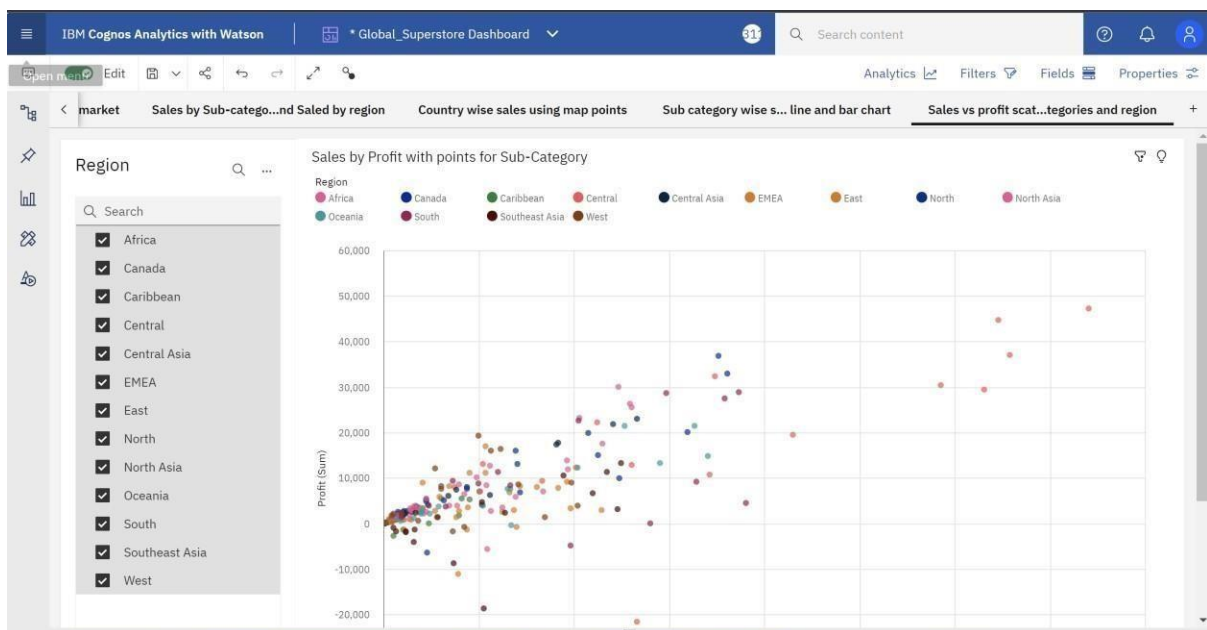 IBM Cognos Analytics with Watson
* Global_Superstore Dashboard
Search content
Open menu
Edit
Analytics
Filters
Fields
Properties
market
Sales by Sub-catego...nd Saled by region
Country wise sales using map points
Sub category wise s... line and bar chart
Sales vs profit scat...tegories and region
+
Region
...
Search
Africa
Canada
Caribbean
Central
Central Asia
EMEA
East
North
North Asia
Oceania
South
Southeast Asia
West
Sales by Profit with points for Sub-Category
Region
Africa Canada Caribbean Central Central Asia EMEA East North North Asia
Oceania South Southeast Asia West
Profit (Sum)
60,000
50,000
40,000
30,000
20,000
10,000
0
-10,000
-20,000